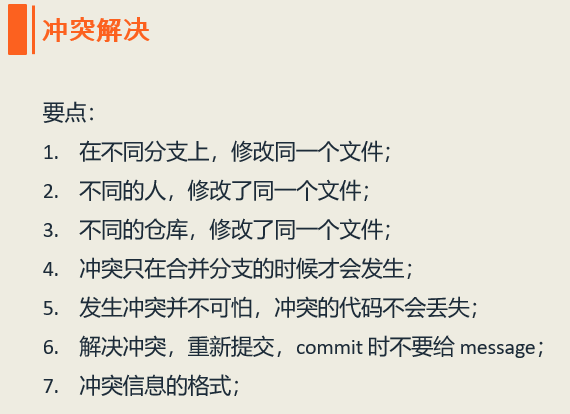 冲突解决
要点：
1. 在不同分支上，修改同一个文件；
2. 不同的人，修改了同一个文件；
3. 不同的仓库，修改了同一个文件；
4. 冲突只在合并分支的时候才会发生；
5. 发生冲突并不可怕，冲突的代码不会丢失；
6. 解决冲突，重新提交，commit 时不要给 message；
7. 冲突信息的格式；